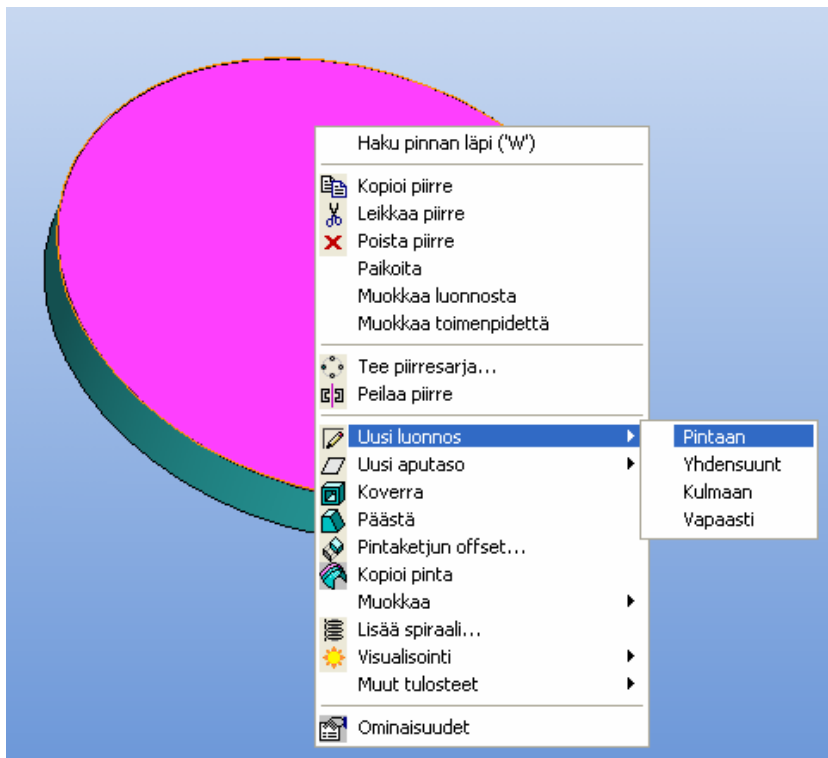 Haku pinnan läpi ('W')
Kopioi piirre
Leikkaa piirre
Poista piirre
Paikoita
Muokkaa luonnosta
Muokkaa toimenpidettä
Tee piirresarja...
Peilaa piirre
Uusi luonnos
Uusi aputaso
Koverra
Päästä
Pintaketjun offset...
Kopioi pinta
Muokkaa
Lisää spiraali...
Visualisointi
Muut tulosteet
Ominaisuudet
Pintaan
Yhdensuunt
Kulmaan
Vapaasti